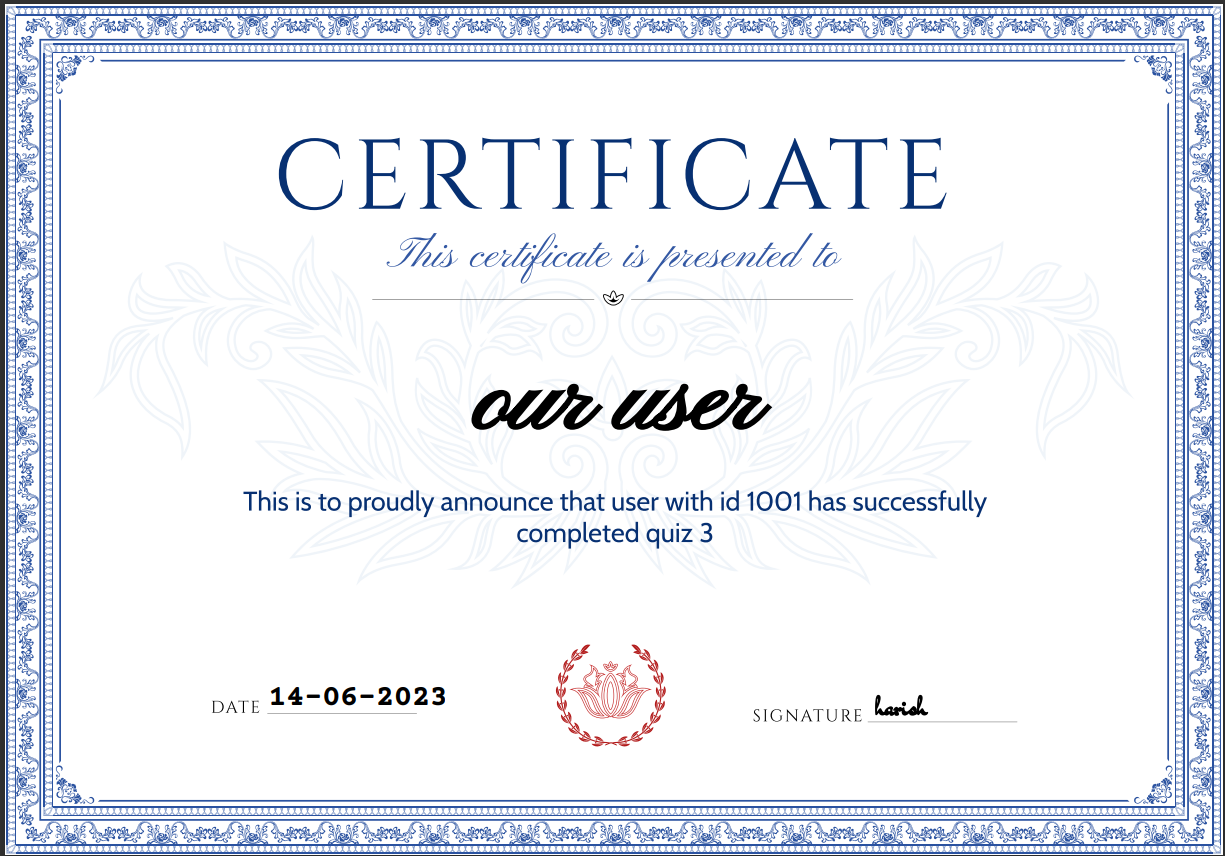 CERTIFICATE
This certificate is presented to
our user
This is to proudly announce that user with id 1001 has successfully
completed quiz 3
DATE 14-06-2023
SIGNATURE harish